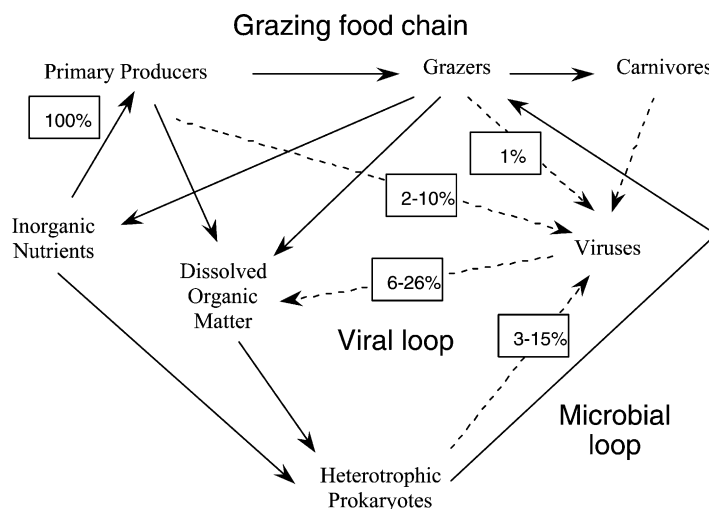 Grazing food chain
Primary Producers
Grazers
Carnivores
100%
1%
2-10%
Inorganic
Nutrients
Viruses
Dissolved
Organic
Matter
6-26%
Viral loop
3-15%
Microbial
loop
Heterotrophic
Prokaryotes